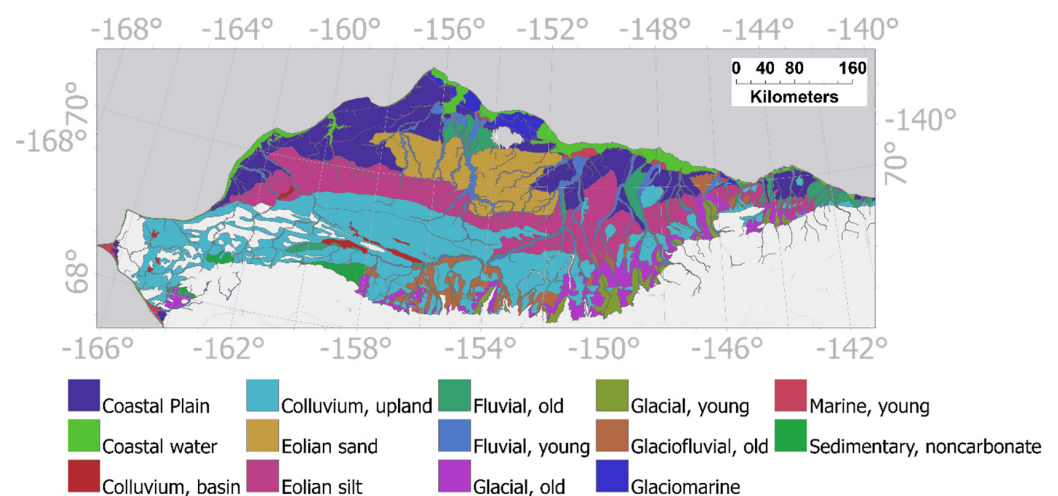 -168° -164° -160° -156° -152° -148° -144° -140°
0 40 80 160
Kilometers
70°
-168°
-140°
70°
68°
-166° -162° -158° -154° -150° -146° -142°
Coastal Plain Colluvium, upland Fluvial, old Glacial, young Marine, young
Coastal water Eolian sand Fluvial, young Glaciofluvial, old Sedimentary, noncarbonate
Colluvium, basin Eolian silt Glacial, old Glaciomarine